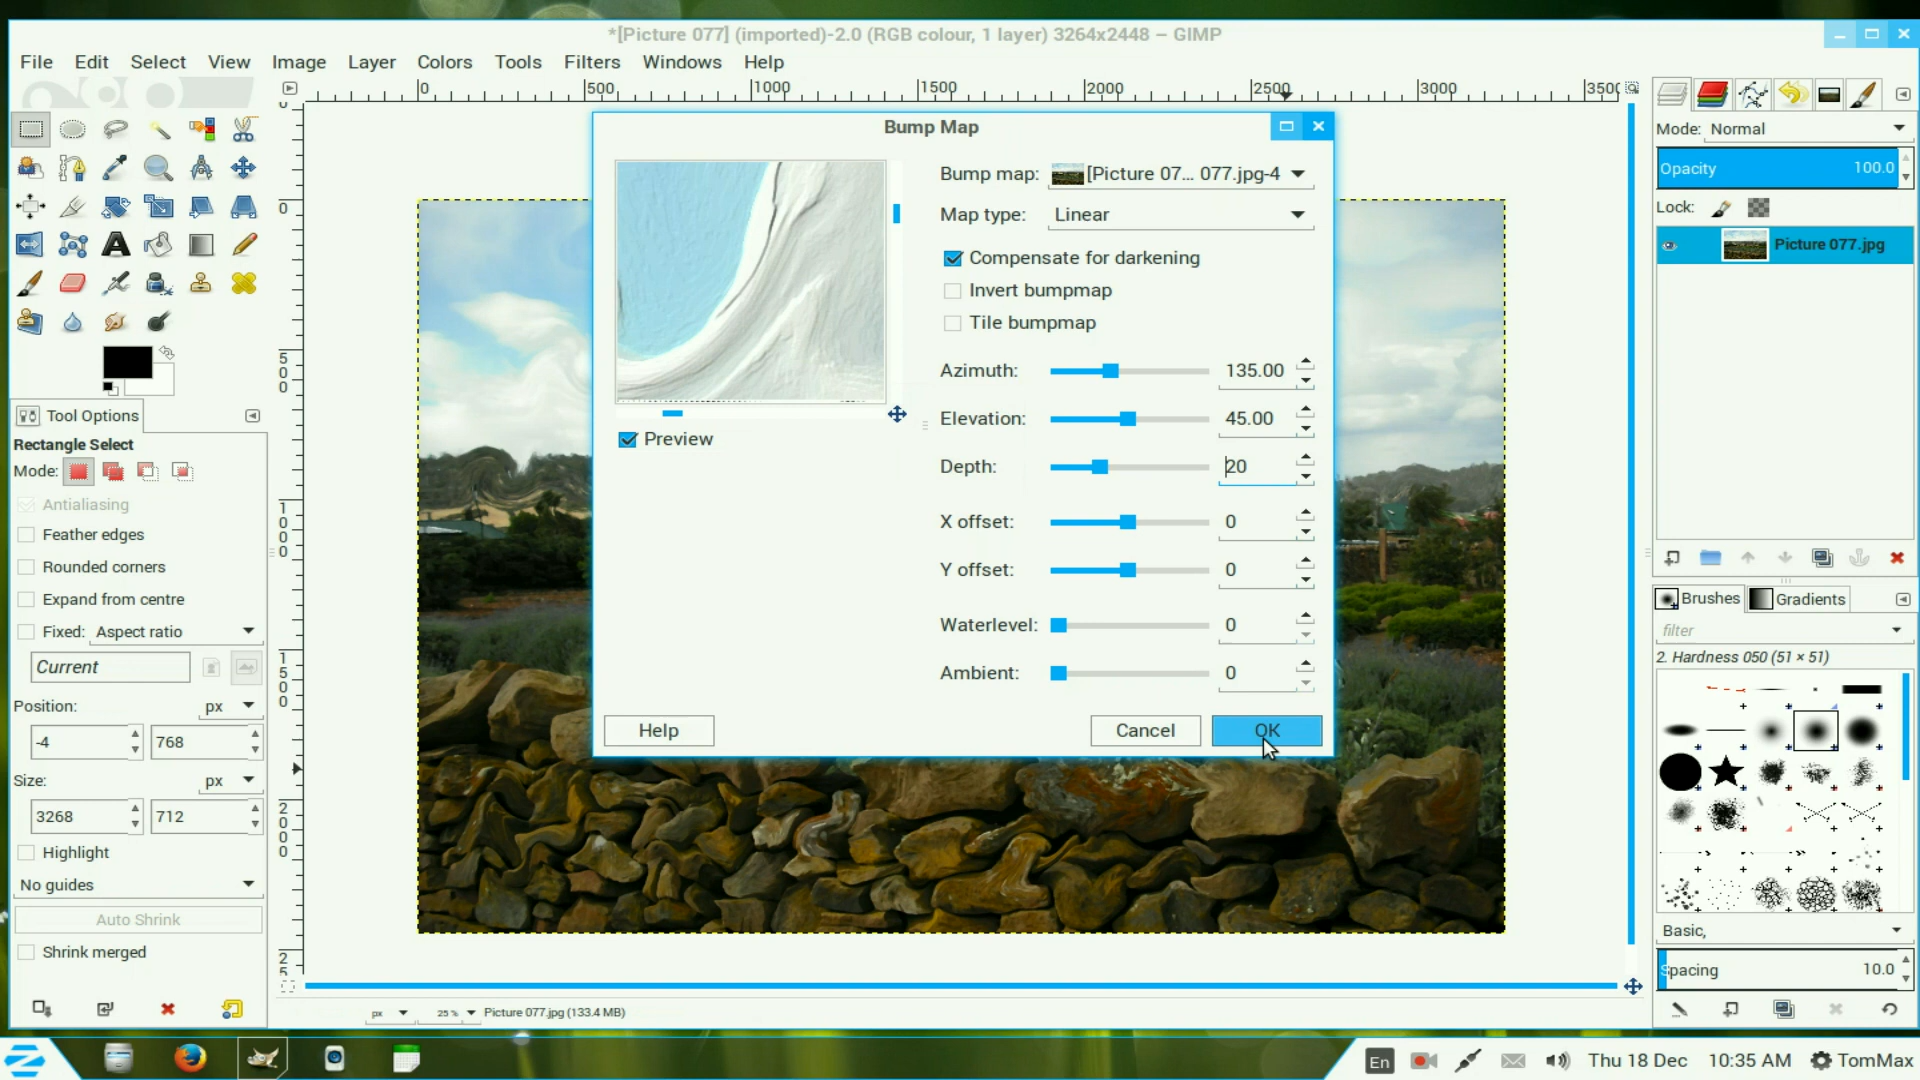 *[Picture 077] (imported)-2.0 (RGB colour, 1 layer) 3264x2448 – GIMP
File Edit Select View Image Layer Colors Tools Filters Windows Help
0 500 1000 1500 2000 2500 3000 3500
0
500
1000
1500
2000
25
Tool Options
Rectangle Select
Mode:
Antialiasing
Feather edges
Rounded corners
Expand from centre
Fixed: Aspect ratio
Current
Position: px
-4 768
Size: px
3268 712
Highlight
No guides
Auto Shrink
Shrink merged
Bump Map
Preview
Bump map: [Picture 07... 077.jpg-4
Map type: Linear
Compensate for darkening
Invert bumpmap
Tile bumpmap
Azimuth: 135.00
Elevation: 45.00
Depth: 20
X offset: 0
Y offset: 0
Waterlevel: 0
Ambient: 0
Help Cancel OK
px 25 % Picture 077.jpg (133.4 MB)
Mode: Normal
Opacity 100.0
Lock:
Picture 077.jpg
Brushes Gradients
filter
2. Hardness 050 (51 × 51)
Basic,
Spacing 10.0
En Thu 18 Dec 10:35 AM TomMax